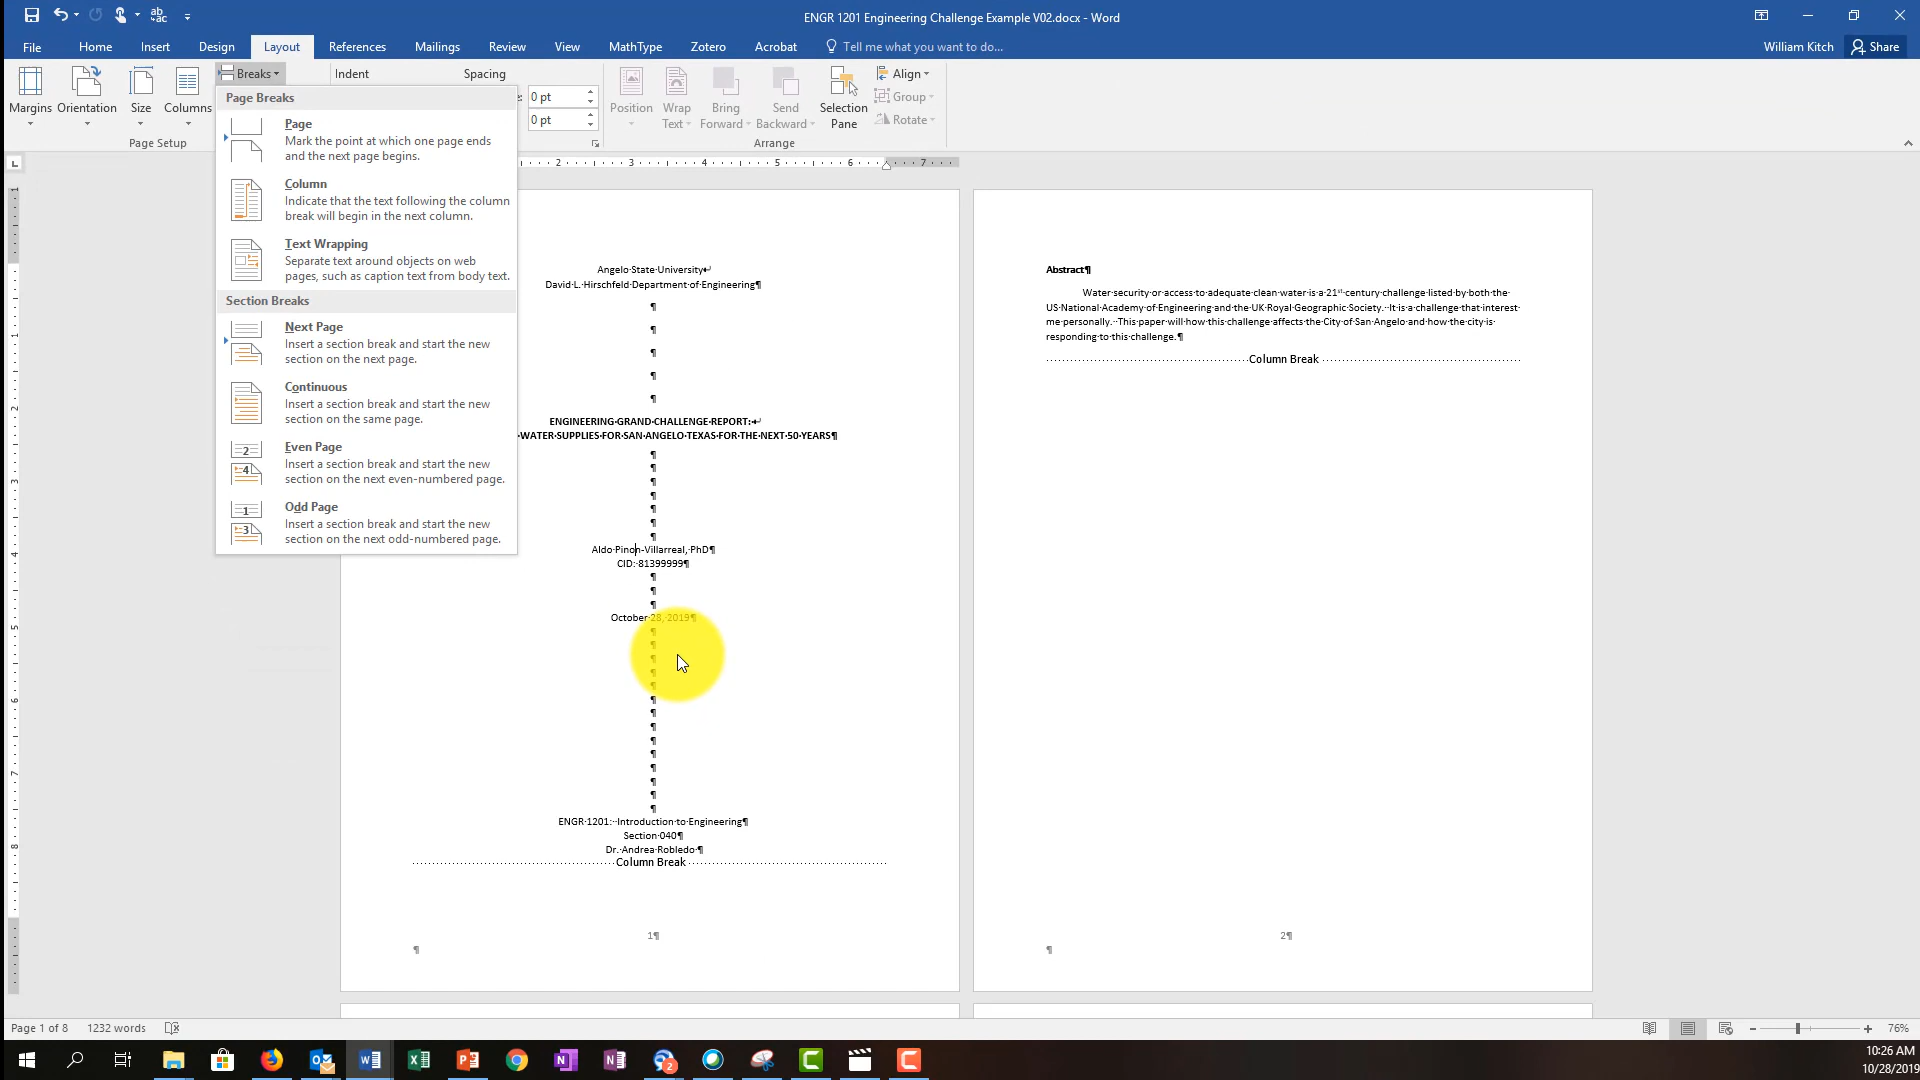 ENGR 1201 Engineering Challenge Example V02.docx - Word
File Home Insert Design Layout References Mailings Review View MathType Zotero Acrobat Tell me what you want to do... William Kitch Share
Margins Orientation Size Columns
Breaks
Page Setup
Indent Spacing
0 pt
0 pt
Position Wrap Text Bring Forward Send Backward Selection Pane
Align
Group
Rotate
Arrange
Page Breaks
Page
Mark the point at which one page ends
and the next page begins.
Column
Indicate that the text following the column
break will begin in the next column.
Text Wrapping
Separate text around objects on web
pages, such as caption text from body text.
Section Breaks
Next Page
Insert a section break and start the new
section on the next page.
Continuous
Insert a section break and start the new
section on the same page.
Even Page
Insert a section break and start the new
section on the next even-numbered page.
Odd Page
Insert a section break and start the new
section on the next odd-numbered page.
2 3 4 5 6 7
Angelo·State·University↵
David·L.·Hirschfeld·Department·of·Engineering¶
ENGINEERING·GRAND·CHALLENGE·REPORT:·↵
WATER·SUPPLIES·FOR·SAN·ANGELO·TEXAS·FOR·THE·NEXT·50·YEARS¶
Aldo·Pinon-Villarreal,·PhD¶
CID:·81399999¶
October·28,·2019¶
ENGR·1201:··Introduction·to·Engineering¶
Section·040¶
Dr.·Andrea·Robledo·¶
Column Break
1¶
¶
Abstract¶
Water·security·or·access·to·adequate·clean·water·is·a·21st·century·challenge·listed·by·both·the·
US·National·Academy·of·Engineering·and·the·UK·Royal·Geographic·Society.··It·is·a·challenge·that·interest·
me·personally.··This·paper·will·how·this·challenge·affects·the·City·of·San·Angelo·and·how·the·city·is·
responding·to·this·challenge.¶
Column Break
2¶
¶
Page 1 of 8 1232 words
76%
10:26 AM
10/28/2019